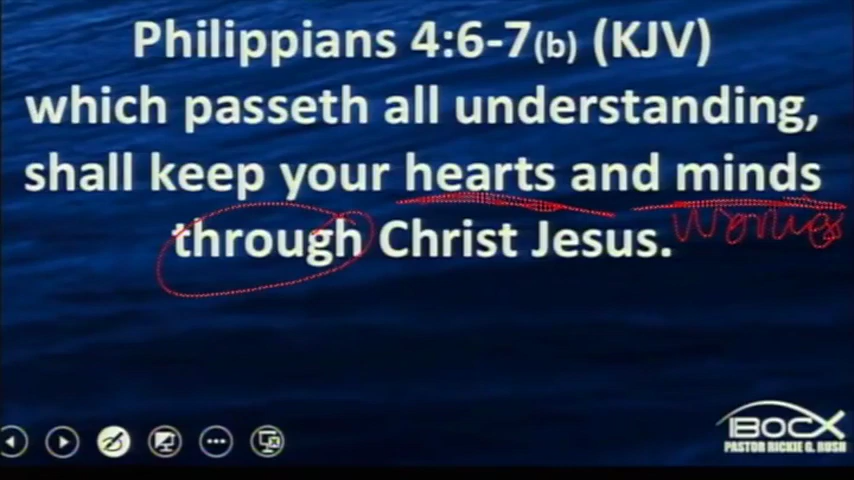 Philippians 4:6-7(b) (KJV)
which passeth all understanding,
shall keep your hearts and minds
through Christ Jesus.
IBOCX
PASTOR RICKIE G. RUSH